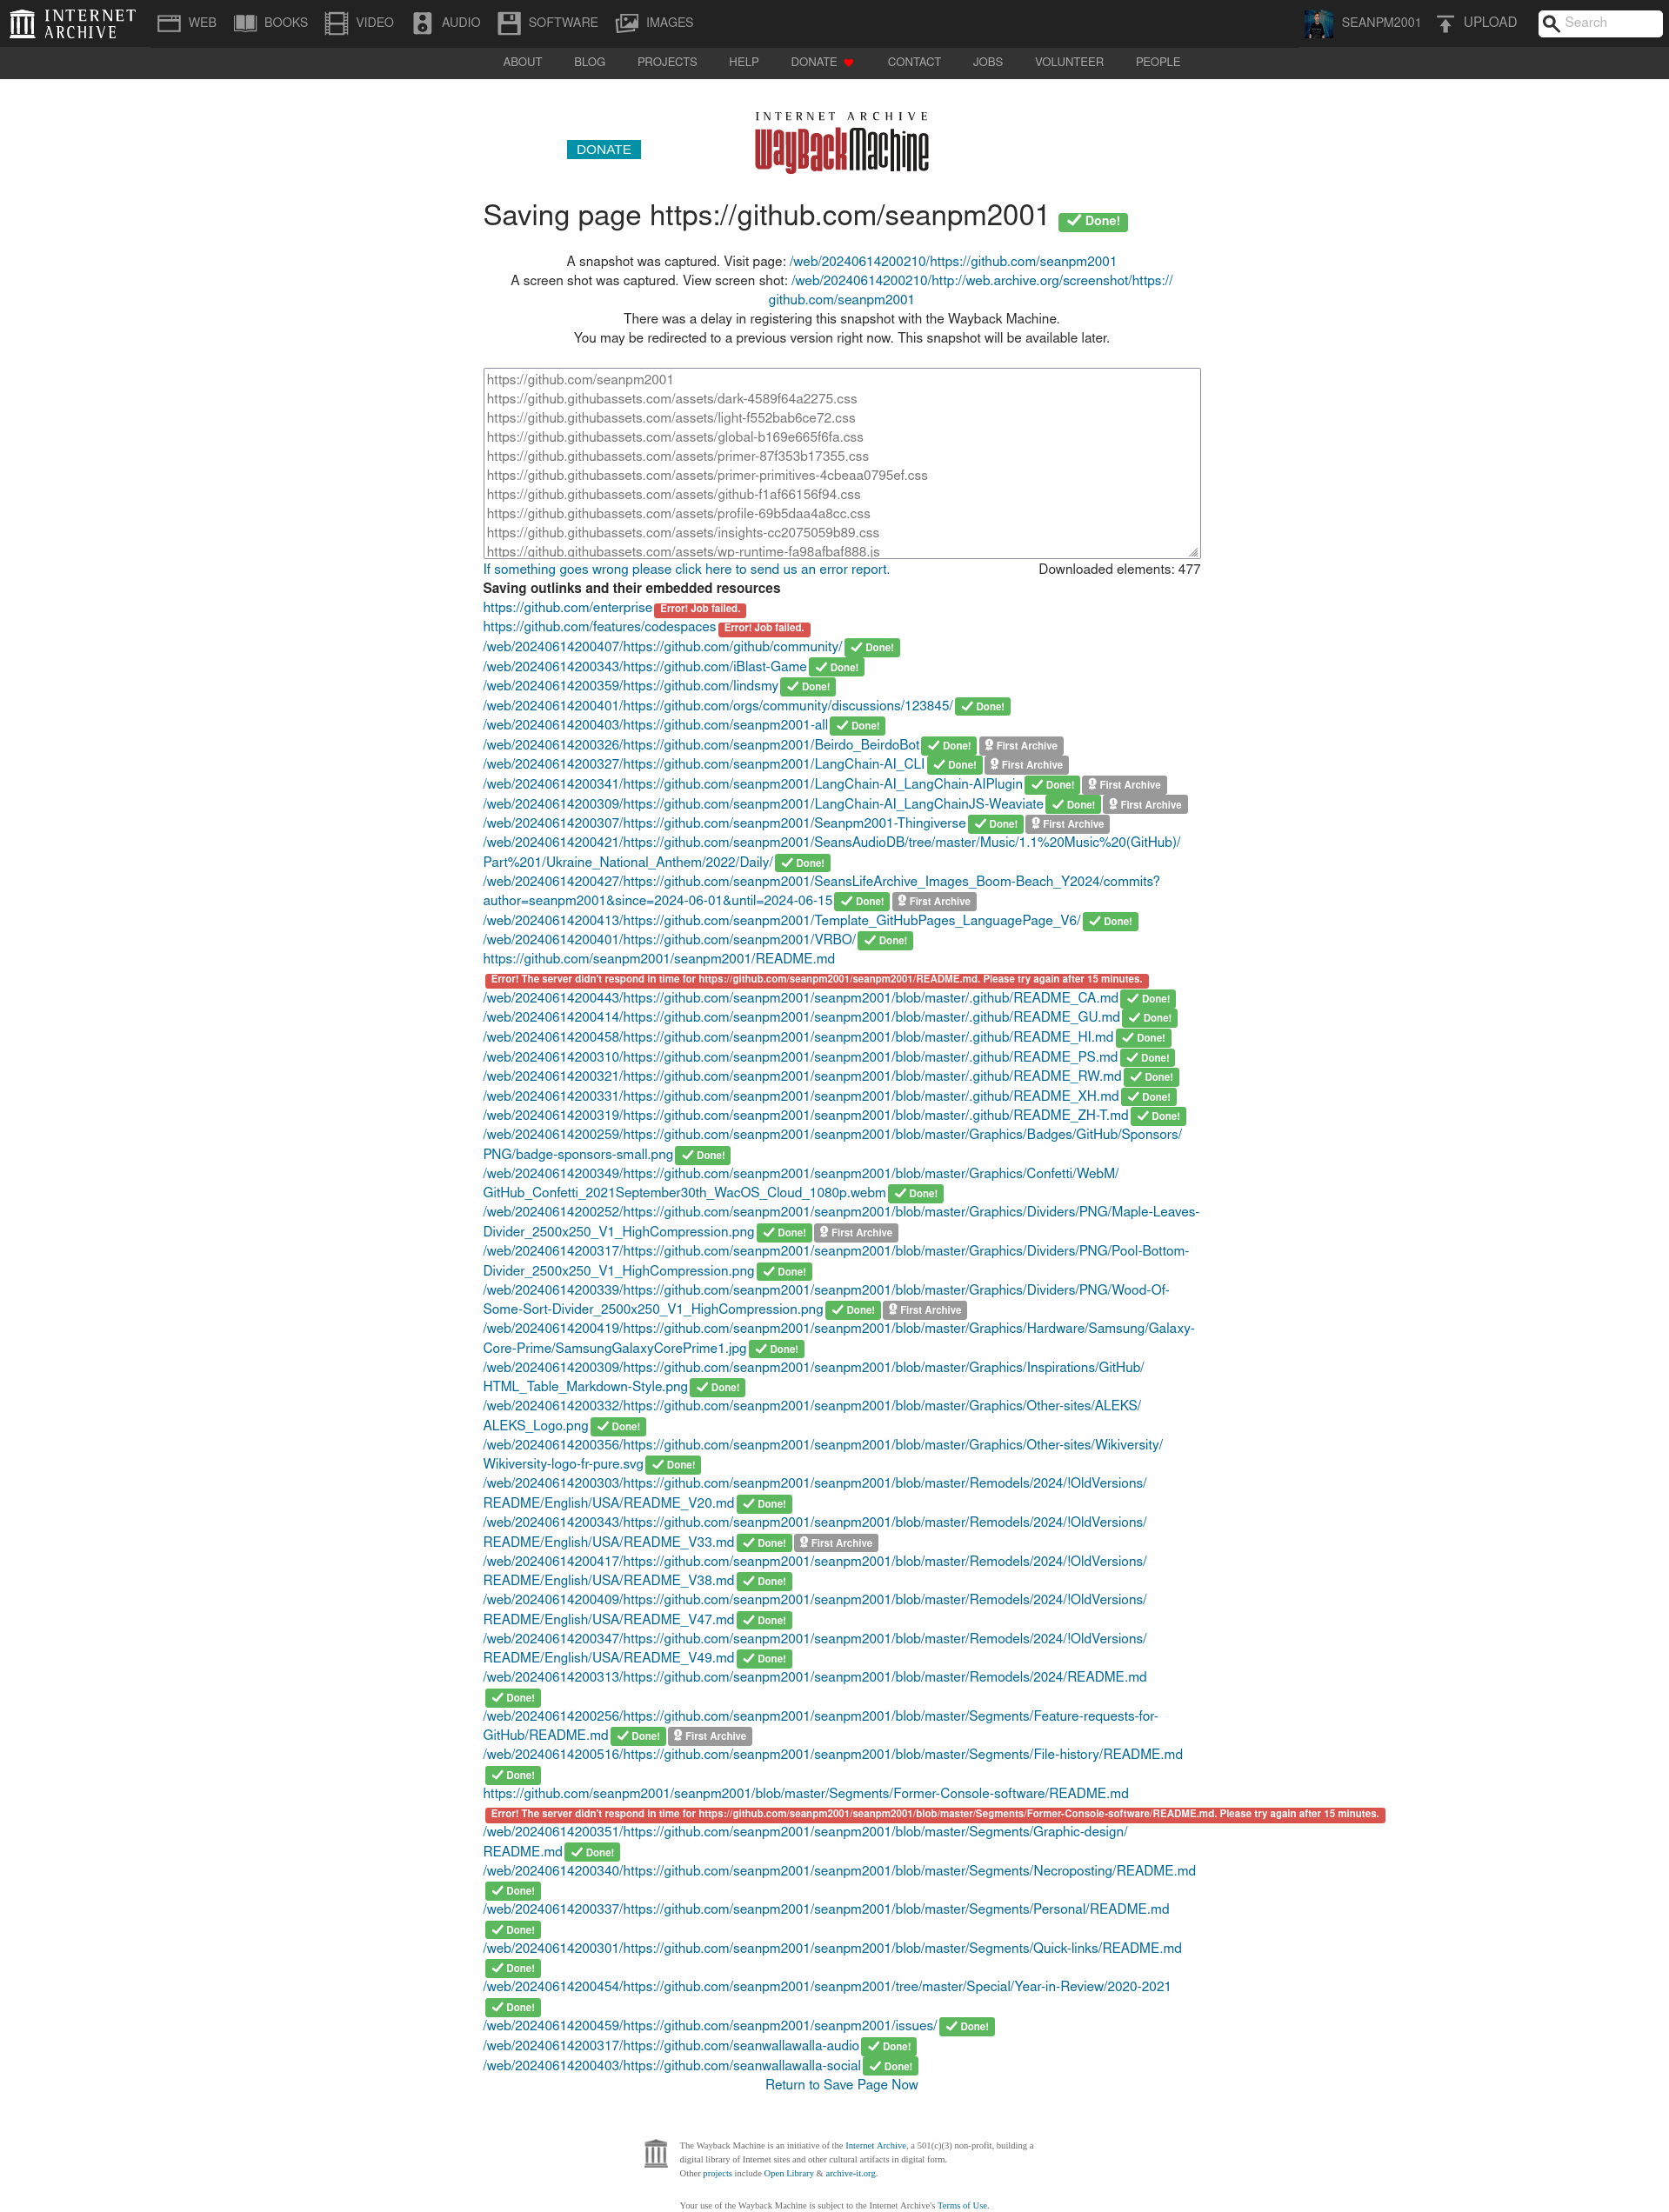 INTERNET ARCHIVE
WEB BOOKS VIDEO AUDIO SOFTWARE IMAGES SEANPM2001 UPLOAD Search
ABOUT BLOG PROJECTS HELP DONATE CONTACT JOBS VOLUNTEER PEOPLE
INTERNET ARCHIVE
WayBackMachine
DONATE
Saving page https://github.com/seanpm2001 Done!
A snapshot was captured. Visit page: /web/20240614200210/https://github.com/seanpm2001
A screen shot was captured. View screen shot: /web/20240614200210/http://web.archive.org/screenshot/https://
github.com/seanpm2001
There was a delay in registering this snapshot with the Wayback Machine.
You may be redirected to a previous version right now. This snapshot will be available later.
https://github.com/seanpm2001
https://github.githubassets.com/assets/dark-4589f64a2275.css
https://github.githubassets.com/assets/light-f552bab6ce72.css
https://github.githubassets.com/assets/global-b169e665f6fa.css
https://github.githubassets.com/assets/primer-87f353b17355.css
https://github.githubassets.com/assets/primer-primitives-4cbeaa0795ef.css
https://github.githubassets.com/assets/github-f1af66156f94.css
https://github.githubassets.com/assets/profile-69b5daa4a8cc.css
https://github.githubassets.com/assets/insights-cc2075059b89.css
https://github.githubassets.com/assets/wp-runtime-fa98afbaf888.js
If something goes wrong please click here to send us an error report. Downloaded elements: 477
Saving outlinks and their embedded resources
https://github.com/enterprise Error! Job failed.
https://github.com/features/codespaces Error! Job failed.
/web/20240614200407/https://github.com/github/community/ Done!
/web/20240614200343/https://github.com/iBlast-Game Done!
/web/20240614200359/https://github.com/lindsmy Done!
/web/20240614200401/https://github.com/orgs/community/discussions/123845/ Done!
/web/20240614200403/https://github.com/seanpm2001-all Done!
/web/20240614200326/https://github.com/seanpm2001/Beirdo_BeirdoBot Done! First Archive
/web/20240614200327/https://github.com/seanpm2001/LangChain-AI_CLI Done! First Archive
/web/20240614200341/https://github.com/seanpm2001/LangChain-AI_LangChain-AIPlugin Done! First Archive
/web/20240614200309/https://github.com/seanpm2001/LangChain-AI_LangChainJS-Weaviate Done! First Archive
/web/20240614200307/https://github.com/seanpm2001/Seanpm2001-Thingiverse Done! First Archive
/web/20240614200421/https://github.com/seanpm2001/SeansAudioDB/tree/master/Music/1.1%20Music%20(GitHub)/
Part%201/Ukraine_National_Anthem/2022/Daily/ Done!
/web/20240614200427/https://github.com/seanpm2001/SeansLifeArchive_Images_Boom-Beach_Y2024/commits?
author=seanpm2001&since=2024-06-01&until=2024-06-15 Done! First Archive
/web/20240614200413/https://github.com/seanpm2001/Template_GitHubPages_LanguagePage_V6/ Done!
/web/20240614200401/https://github.com/seanpm2001/VRBO/ Done!
https://github.com/seanpm2001/seanpm2001/README.md
Error! The server didn't respond in time for https://github.com/seanpm2001/seanpm2001/README.md. Please try again after 15 minutes.
/web/20240614200443/https://github.com/seanpm2001/seanpm2001/blob/master/.github/README_CA.md Done!
/web/20240614200414/https://github.com/seanpm2001/seanpm2001/blob/master/.github/README_GU.md Done!
/web/20240614200458/https://github.com/seanpm2001/seanpm2001/blob/master/.github/README_HI.md Done!
/web/20240614200310/https://github.com/seanpm2001/seanpm2001/blob/master/.github/README_PS.md Done!
/web/20240614200321/https://github.com/seanpm2001/seanpm2001/blob/master/.github/README_RW.md Done!
/web/20240614200331/https://github.com/seanpm2001/seanpm2001/blob/master/.github/README_XH.md Done!
/web/20240614200319/https://github.com/seanpm2001/seanpm2001/blob/master/.github/README_ZH-T.md Done!
/web/20240614200259/https://github.com/seanpm2001/seanpm2001/blob/master/Graphics/Badges/GitHub/Sponsors/
PNG/badge-sponsors-small.png Done!
/web/20240614200349/https://github.com/seanpm2001/seanpm2001/blob/master/Graphics/Confetti/WebM/
GitHub_Confetti_2021September30th_WacOS_Cloud_1080p.webm Done!
/web/20240614200252/https://github.com/seanpm2001/seanpm2001/blob/master/Graphics/Dividers/PNG/Maple-Leaves-
Divider_2500x250_V1_HighCompression.png Done! First Archive
/web/20240614200317/https://github.com/seanpm2001/seanpm2001/blob/master/Graphics/Dividers/PNG/Pool-Bottom-
Divider_2500x250_V1_HighCompression.png Done!
/web/20240614200339/https://github.com/seanpm2001/seanpm2001/blob/master/Graphics/Dividers/PNG/Wood-Of-
Some-Sort-Divider_2500x250_V1_HighCompression.png Done! First Archive
/web/20240614200419/https://github.com/seanpm2001/seanpm2001/blob/master/Graphics/Hardware/Samsung/Galaxy-
Core-Prime/SamsungGalaxyCorePrime1.jpg Done!
/web/20240614200309/https://github.com/seanpm2001/seanpm2001/blob/master/Graphics/Inspirations/GitHub/
HTML_Table_Markdown-Style.png Done!
/web/20240614200332/https://github.com/seanpm2001/seanpm2001/blob/master/Graphics/Other-sites/ALEKS/
ALEKS_Logo.png Done!
/web/20240614200356/https://github.com/seanpm2001/seanpm2001/blob/master/Graphics/Other-sites/Wikiversity/
Wikiversity-logo-fr-pure.svg Done!
/web/20240614200303/https://github.com/seanpm2001/seanpm2001/blob/master/Remodels/2024/!OldVersions/
README/English/USA/README_V20.md Done!
/web/20240614200343/https://github.com/seanpm2001/seanpm2001/blob/master/Remodels/2024/!OldVersions/
README/English/USA/README_V33.md Done! First Archive
/web/20240614200417/https://github.com/seanpm2001/seanpm2001/blob/master/Remodels/2024/!OldVersions/
README/English/USA/README_V38.md Done!
/web/20240614200409/https://github.com/seanpm2001/seanpm2001/blob/master/Remodels/2024/!OldVersions/
README/English/USA/README_V47.md Done!
/web/20240614200347/https://github.com/seanpm2001/seanpm2001/blob/master/Remodels/2024/!OldVersions/
README/English/USA/README_V49.md Done!
/web/20240614200313/https://github.com/seanpm2001/seanpm2001/blob/master/Remodels/2024/README.md
Done!
/web/20240614200256/https://github.com/seanpm2001/seanpm2001/blob/master/Segments/Feature-requests-for-
GitHub/README.md Done! First Archive
/web/20240614200516/https://github.com/seanpm2001/seanpm2001/blob/master/Segments/File-history/README.md
Done!
https://github.com/seanpm2001/seanpm2001/blob/master/Segments/Former-Console-software/README.md
Error! The server didn't respond in time for https://github.com/seanpm2001/seanpm2001/blob/master/Segments/Former-Console-software/README.md. Please try again after 15 minutes.
/web/20240614200351/https://github.com/seanpm2001/seanpm2001/blob/master/Segments/Graphic-design/
README.md Done!
/web/20240614200340/https://github.com/seanpm2001/seanpm2001/blob/master/Segments/Necroposting/README.md
Done!
/web/20240614200337/https://github.com/seanpm2001/seanpm2001/blob/master/Segments/Personal/README.md
Done!
/web/20240614200301/https://github.com/seanpm2001/seanpm2001/blob/master/Segments/Quick-links/README.md
Done!
/web/20240614200454/https://github.com/seanpm2001/seanpm2001/tree/master/Special/Year-in-Review/2020-2021
Done!
/web/20240614200459/https://github.com/seanpm2001/seanpm2001/issues/ Done!
/web/20240614200317/https://github.com/seanwallawalla-audio Done!
/web/20240614200403/https://github.com/seanwallawalla-social Done!
Return to Save Page Now
The Wayback Machine is an initiative of the Internet Archive, a 501(c)(3) non-profit, building a
digital library of Internet sites and other cultural artifacts in digital form.
Other projects include Open Library & archive-it.org.
Your use of the Wayback Machine is subject to the Internet Archive's Terms of Use.